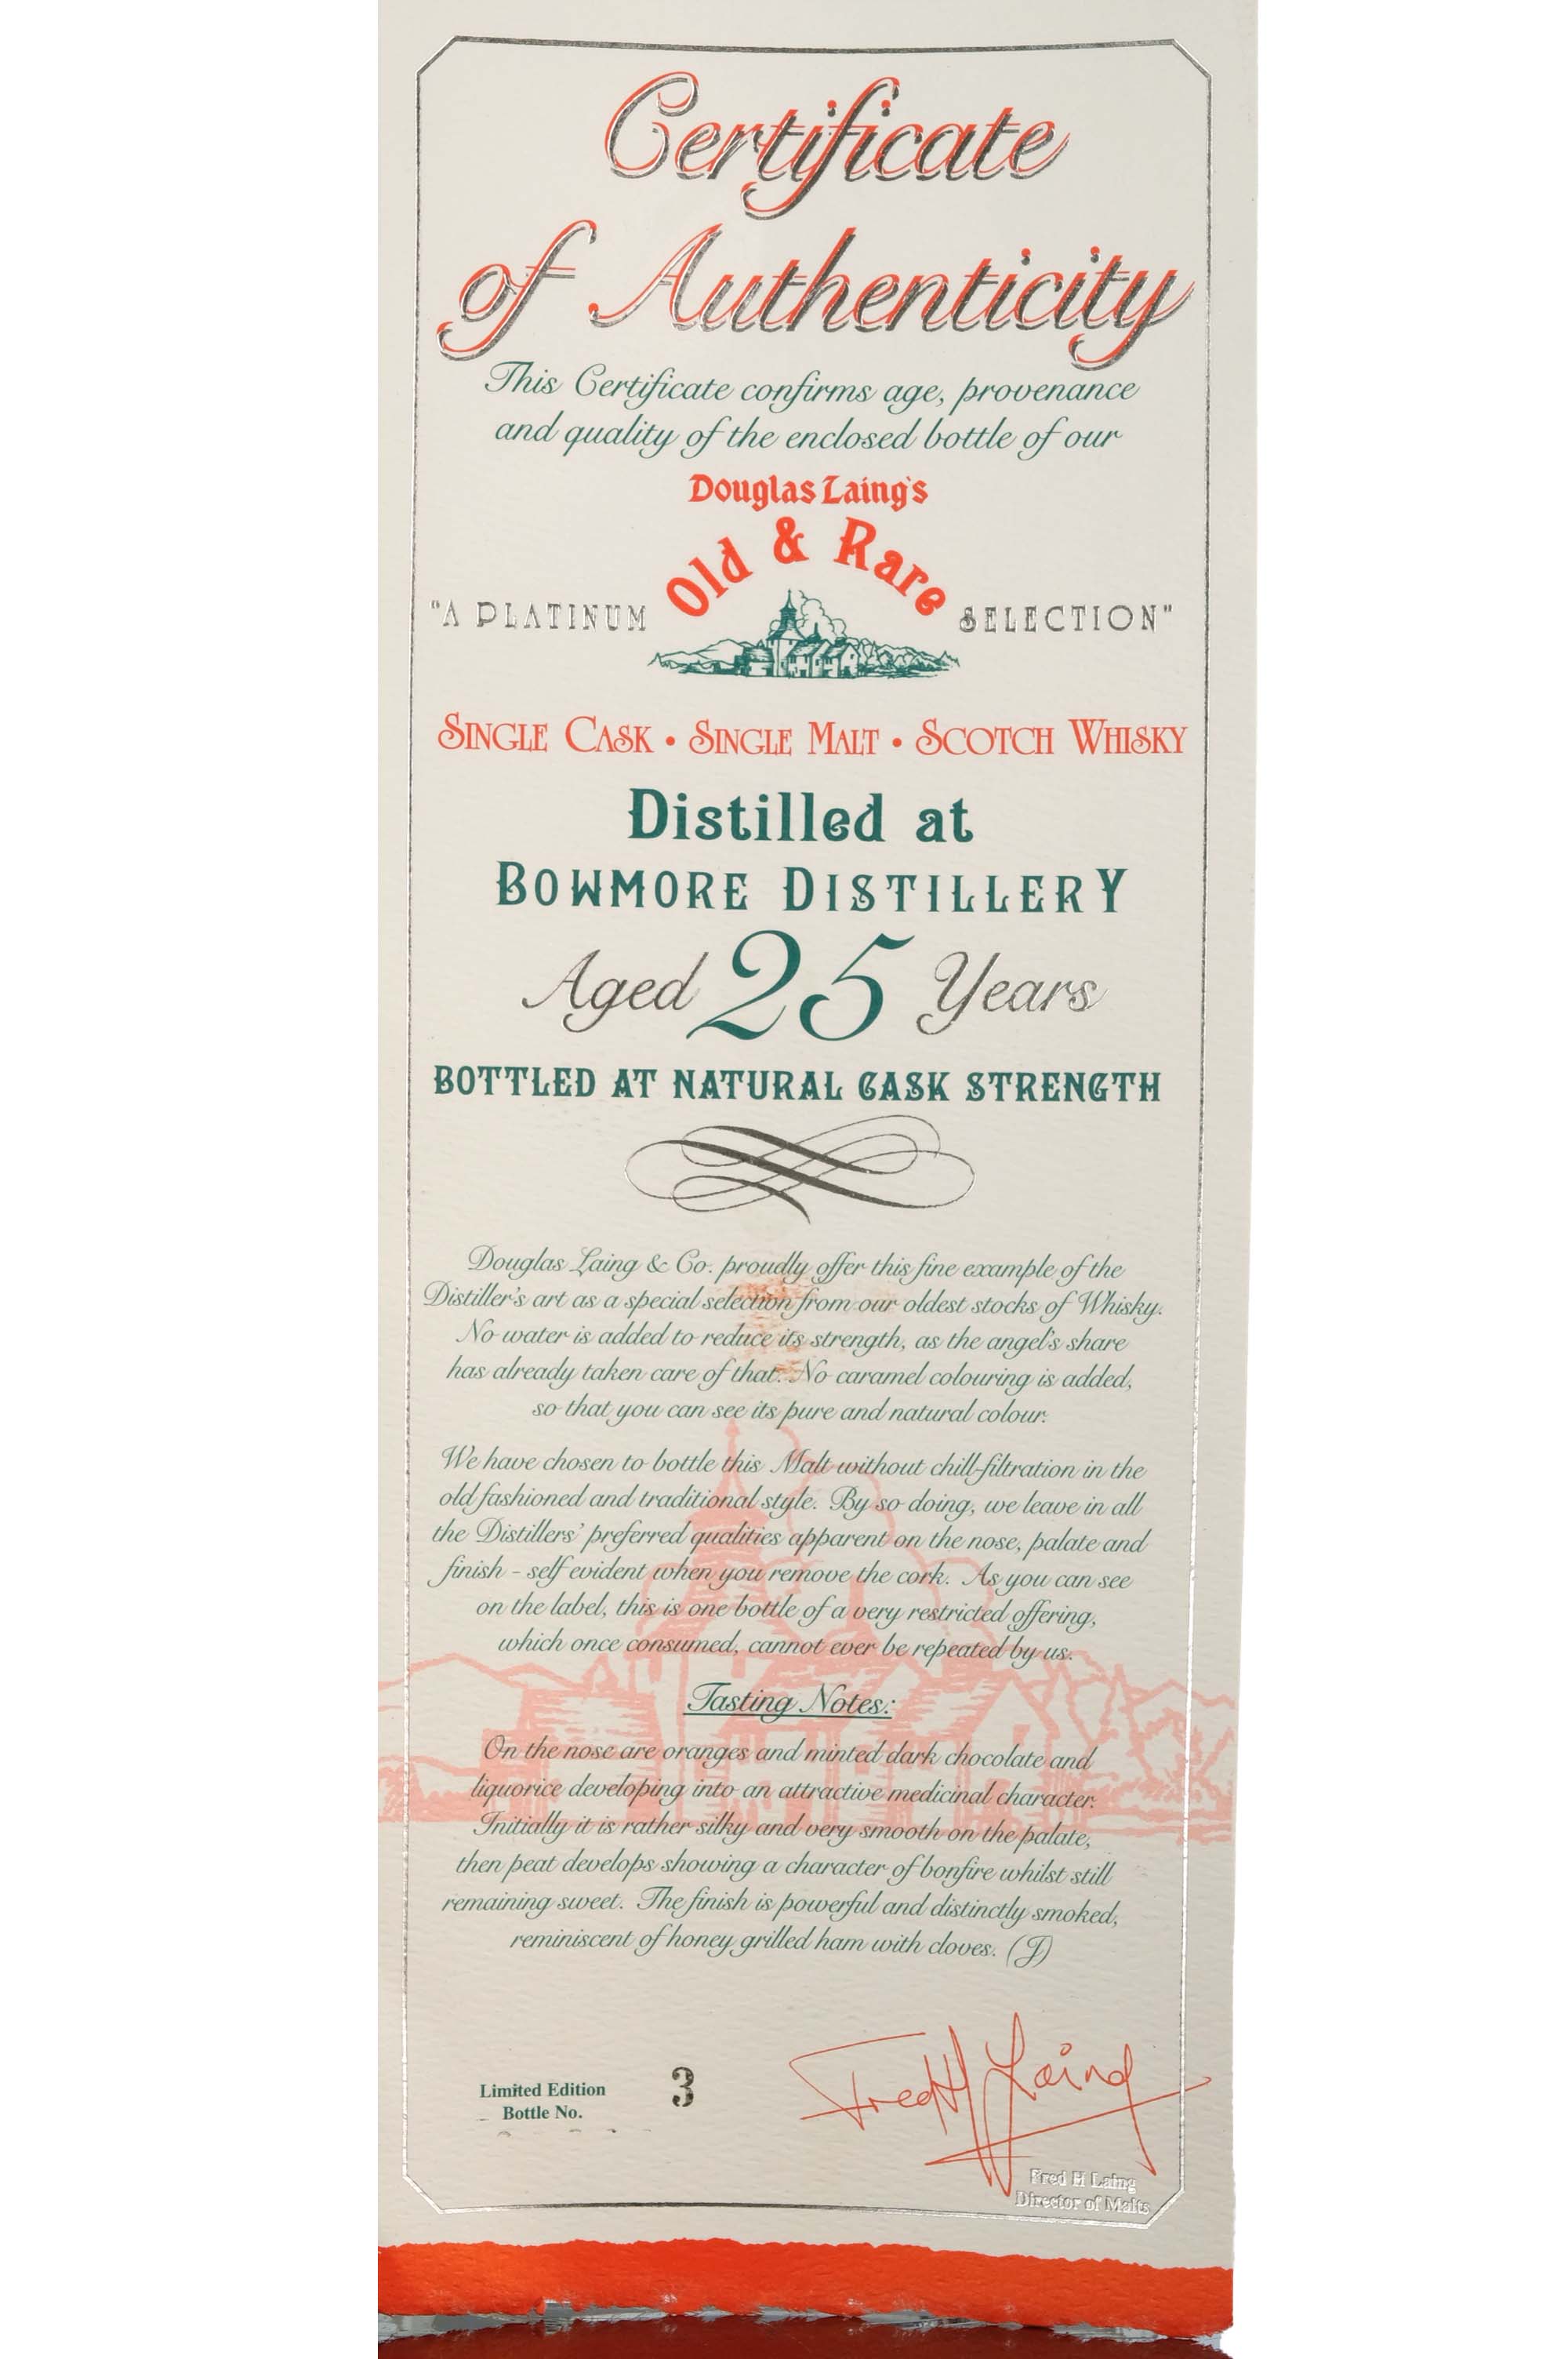 Certificate
of Authenticity
This Certificate confirms age, provenance
and quality of the enclosed bottle of our
Douglas Laing's
Old & Rare
"A PLATINUM SELECTION"
SINGLE CASK • SINGLE MALT • SCOTCH WHISKY
Distilled at
BOWMORE DISTILLERY
Aged 25 Years
BOTTLED AT NATURAL CASK STRENGTH
Douglas Laing & Co. proudly offer this fine example of the
Distiller's art as a special selection from our oldest stocks of Whisky.
No water is added to reduce its strength, as the angel's share
has already taken care of that. No caramel colouring is added,
so that you can see its pure and natural colour.
We have chosen to bottle this Malt without chill-filtration in the
old fashioned and traditional style. By so doing, we leave in all
the Distillers' preferred qualities apparent on the nose, palate and
finish - self evident when you remove the cork. As you can see
on the label, this is one bottle of a very restricted offering,
which once consumed, cannot ever be repeated by us.
Tasting Notes:
On the nose are oranges and minted dark chocolate and
liquorice developing into an attractive medicinal character.
Initially it is rather silky and very smooth on the palate,
then peat develops showing a character of bonfire whilst still
remaining sweet. The finish is powerful and distinctly smoked,
reminiscent of honey grilled ham with cloves. (J)
Limited Edition
Bottle No. 3
Fred H Laing
Fred H Laing
Director of Malts